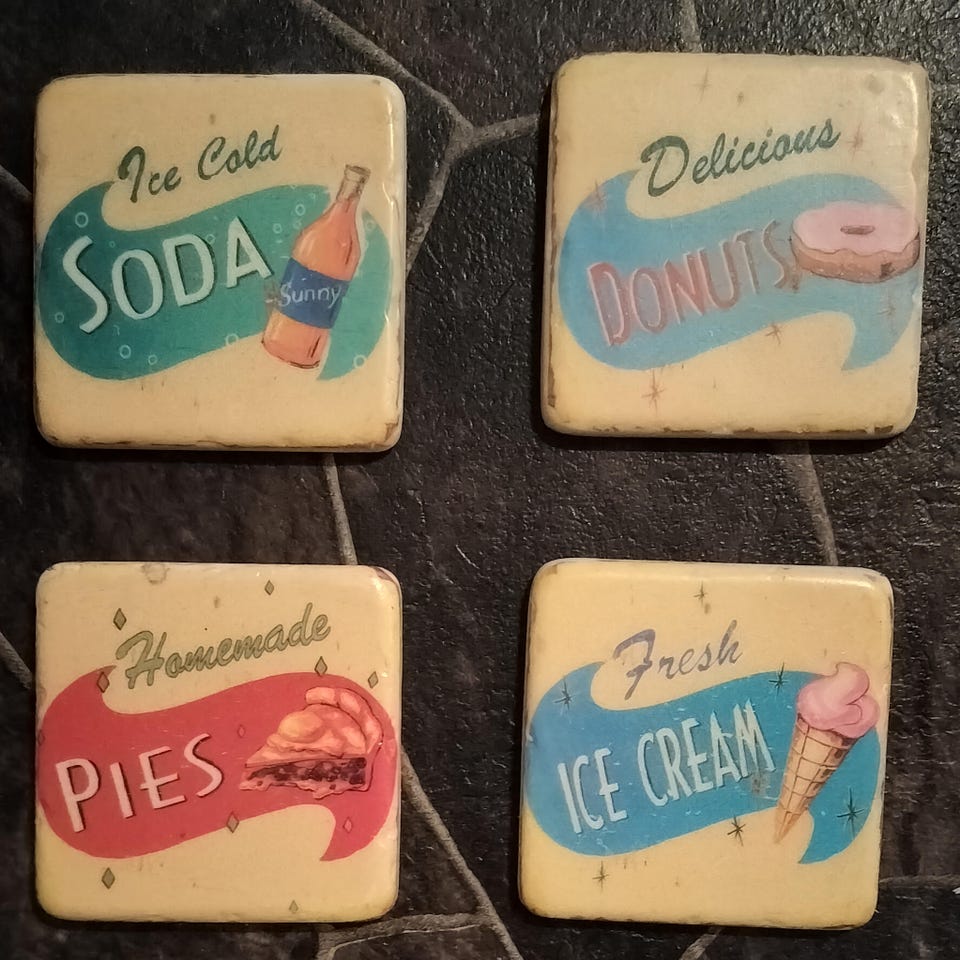 Ice Cold
SODA
Sunny
Delicious
DONUTS
Homemade
PIES
Fresh
ICE CREAM